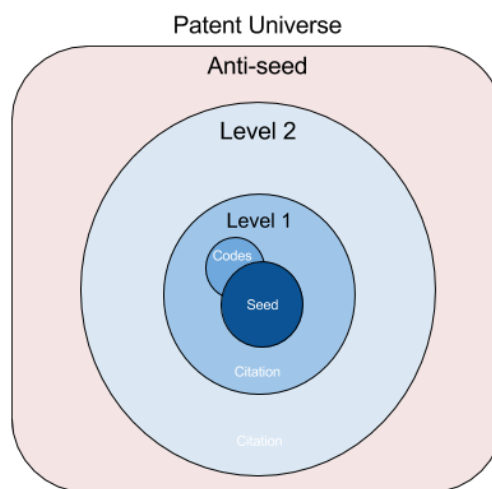 Patent Universe
Anti-seed
Level 2
Level 1
Codes
Seed
Citation
Citation